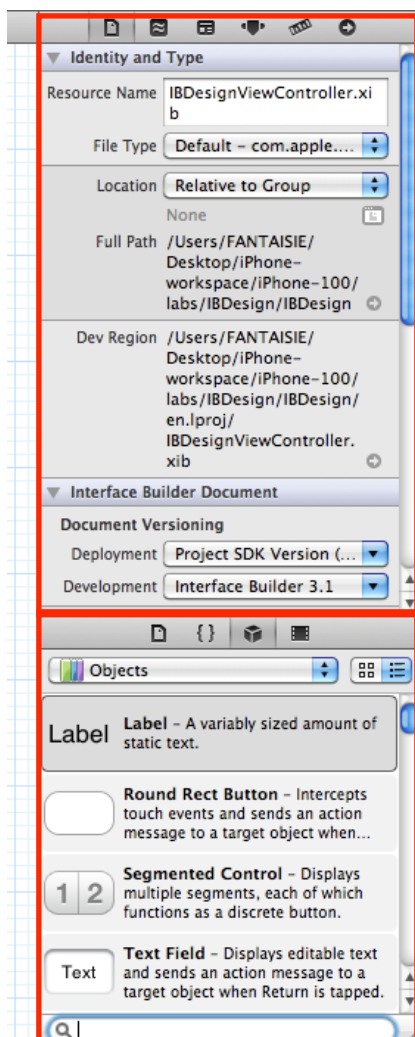 Identity and Type
Resource Name IBDesignViewController.xi
b
File Type Default - com.apple....
Location Relative to Group
None
Full Path /Users/FANTAISIE/
Desktop/iPhone-
workspace/iPhone-100/
labs/IBDesign/IBDesign
Dev Region /Users/FANTAISIE/
Desktop/iPhone-
workspace/iPhone-100/
labs/IBDesign/IBDesign/
en.lproj/
IBDesignViewController.
xib
Interface Builder Document
Document Versioning
Deployment Project SDK Version (...
Development Interface Builder 3.1
{}
Objects
Label Label - A variably sized amount of
static text.
Round Rect Button - Intercepts
touch events and sends an action
message to a target object when...
1 2 Segmented Control - Displays
multiple segments, each of which
functions as a discrete button.
Text Text Field - Displays editable text
and sends an action message to a
target object when Return is tapped.